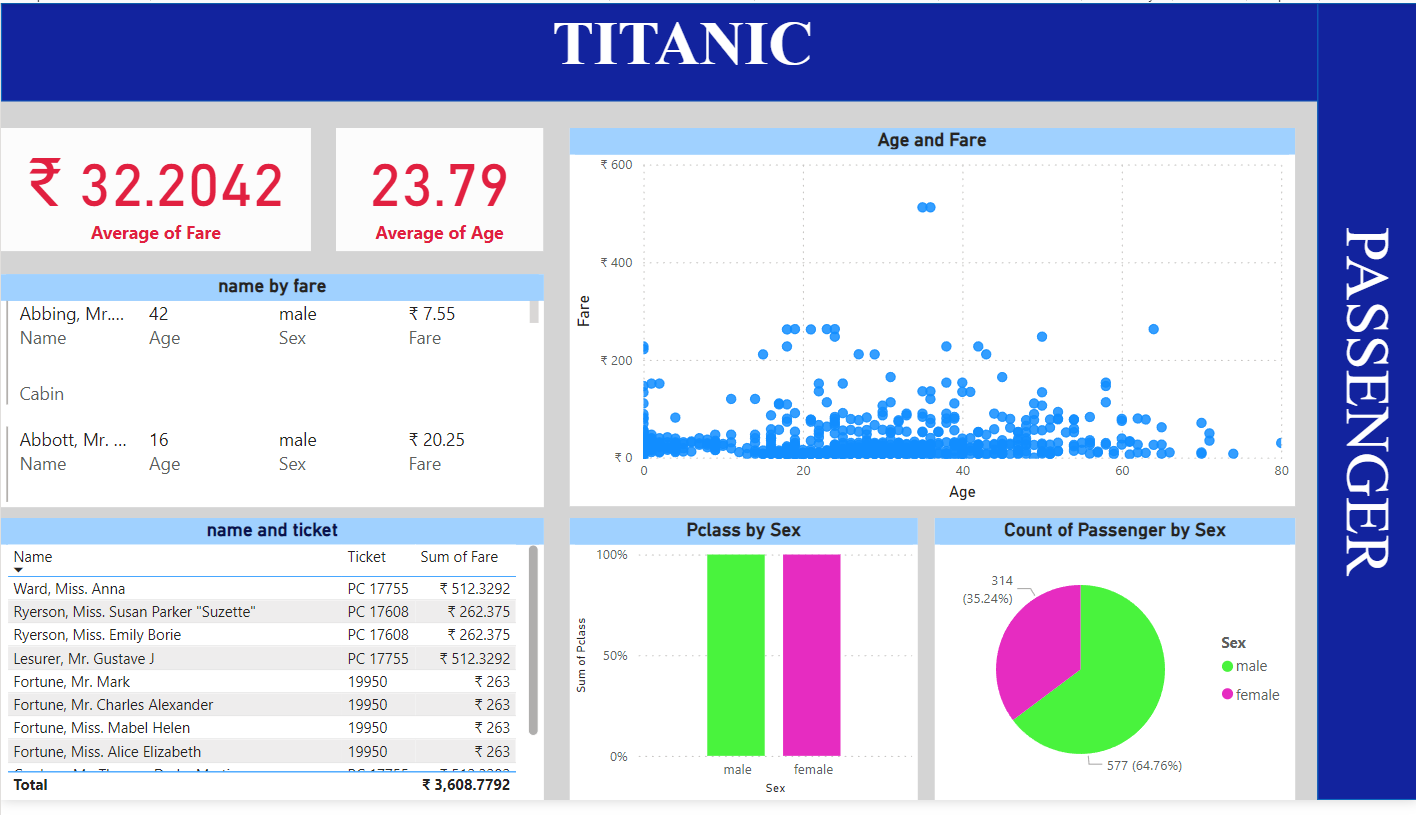 TITANIC
PASSENGER
₹ 32.2042
Average of Fare
23.79
Average of Age
name by fare
Abbing, Mr.... 42 male ₹ 7.55
Name Age Sex Fare
Cabin
Abbott, Mr. ... 16 male ₹ 20.25
Name Age Sex Fare
Age and Fare
₹ 600
₹ 400
₹ 200
₹ 0
Fare
0 20 40 60 80
Age
name and ticket
Name Ticket Sum of Fare
Ward, Miss. Anna PC 17755 ₹ 512.3292
Ryerson, Miss. Susan Parker "Suzette" PC 17608 ₹ 262.375
Ryerson, Miss. Emily Borie PC 17608 ₹ 262.375
Lesurer, Mr. Gustave J PC 17755 ₹ 512.3292
Fortune, Mr. Mark 19950 ₹ 263
Fortune, Mr. Charles Alexander 19950 ₹ 263
Fortune, Miss. Mabel Helen 19950 ₹ 263
Fortune, Miss. Alice Elizabeth 19950 ₹ 263
Total ₹ 3,608.7792
Pclass by Sex
100%
50%
0%
Sum of Pclass
male female
Sex
Count of Passenger by Sex
314
(35.24%)
577 (64.76%)
Sex
male
female